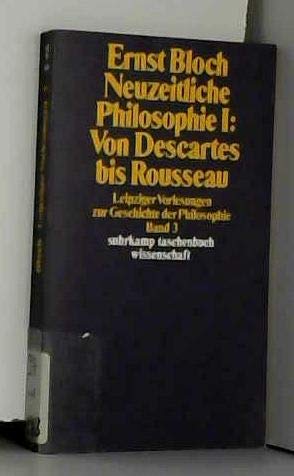 Ernst Bloch
Neuzeitliche
Philosophie I:
Von Descartes
bis Rousseau
Leipziger Vorlesungen
zur Geschichte der Philosophie
Band 3
suhrkamp taschenbuch
wissenschaft